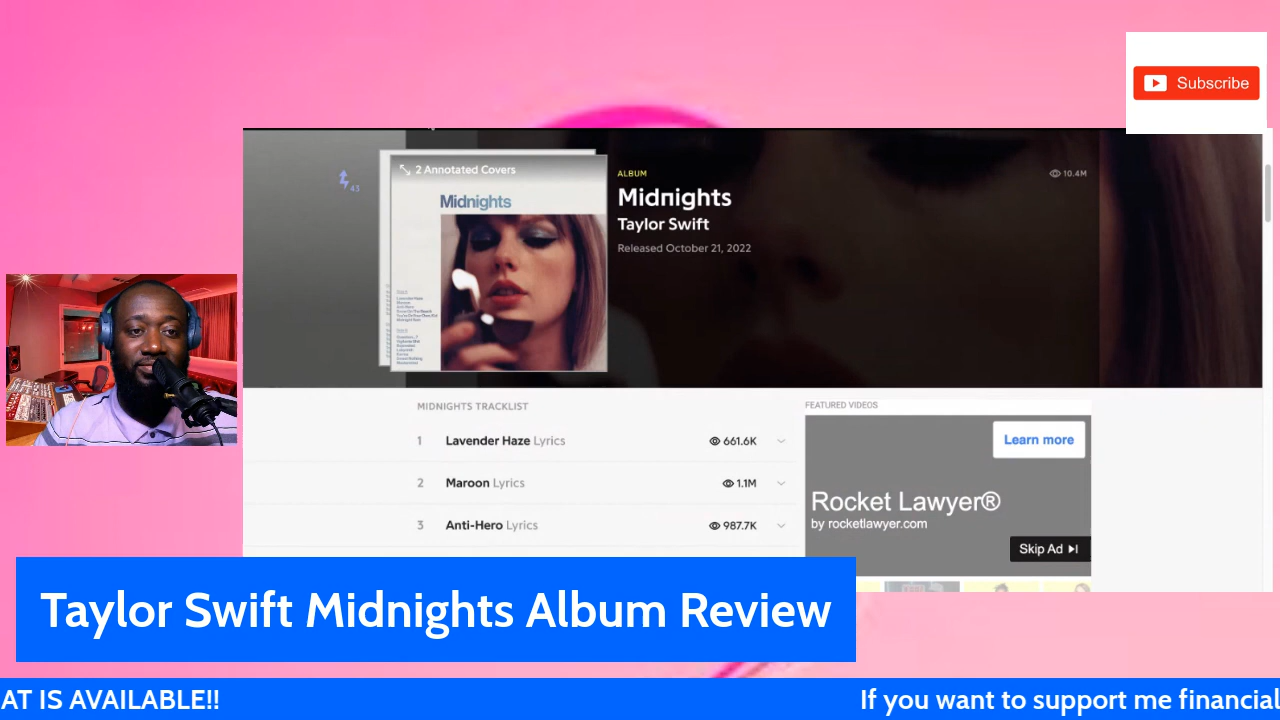 Subscribe
43
2 Annotated Covers
Midnights
ALBUM
10.4M
Midnights
Taylor Swift
Released October 21, 2022
MIDNIGHTS TRACKLIST
FEATURED VIDEOS
1 Lavender Haze Lyrics 661.6K
Learn more
2 Maroon Lyrics 1.1M
Rocket Lawyer®
by rocketlawyer.com
3 Anti-Hero Lyrics 987.7K
Skip Ad
Taylor Swift Midnights Album Review
AT IS AVAILABLE!! If you want to support me financial